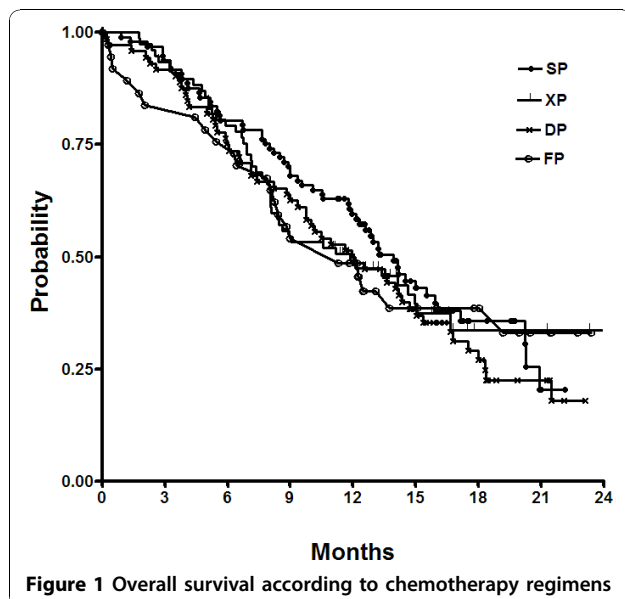 1.00
0.75
0.50
0.25
0.00
Probability
SP
XP
DP
FP
0 3 6 9 12 15 18 21 24
Months
Figure 1 Overall survival according to chemotherapy regimens